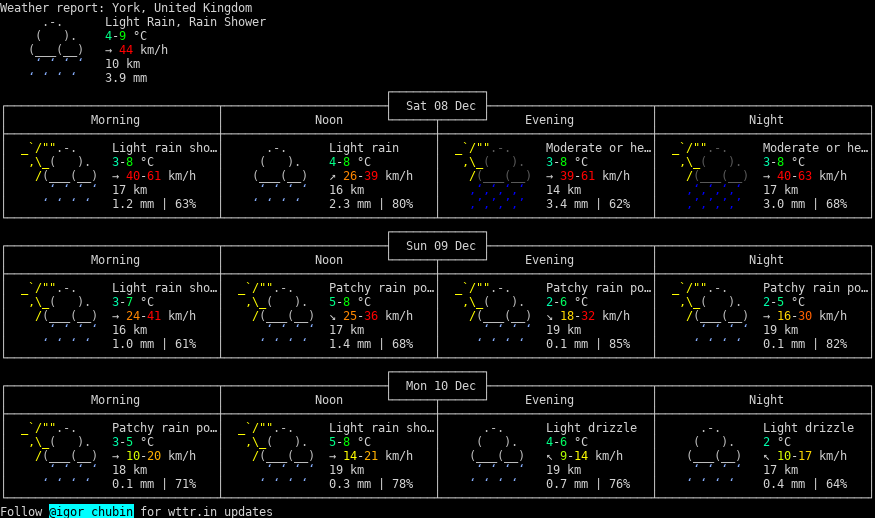 Weather report: York, United Kingdom
Light Rain, Rain Shower
4-9 °C
→ 44 km/h
10 km
3.9 mm
Sat 08 Dec
Morning Noon Evening Night
Light rain sho… Light rain Moderate or he… Moderate or he…
3-8 °C 4-8 °C 3-8 °C 3-8 °C
→ 40-61 km/h ↗ 26-39 km/h → 39-61 km/h → 40-63 km/h
17 km 16 km 14 km 17 km
1.2 mm | 63% 2.3 mm | 80% 3.4 mm | 62% 3.0 mm | 68%
Sun 09 Dec
Morning Noon Evening Night
Light rain sho… Patchy rain po… Patchy rain po… Patchy rain po…
3-7 °C 5-8 °C 2-6 °C 2-5 °C
→ 24-41 km/h ↘ 25-36 km/h ↘ 18-32 km/h → 16-30 km/h
16 km 17 km 19 km 19 km
1.0 mm | 61% 1.4 mm | 68% 0.1 mm | 85% 0.1 mm | 82%
Mon 10 Dec
Morning Noon Evening Night
Patchy rain po… Light rain sho… Light drizzle Light drizzle
3-5 °C 5-8 °C 4-6 °C 2 °C
→ 10-20 km/h → 14-21 km/h ↖ 9-14 km/h ↖ 10-17 km/h
18 km 19 km 19 km 17 km
0.1 mm | 71% 0.3 mm | 78% 0.7 mm | 76% 0.4 mm | 64%
Follow @igor_chubin for wttr.in updates